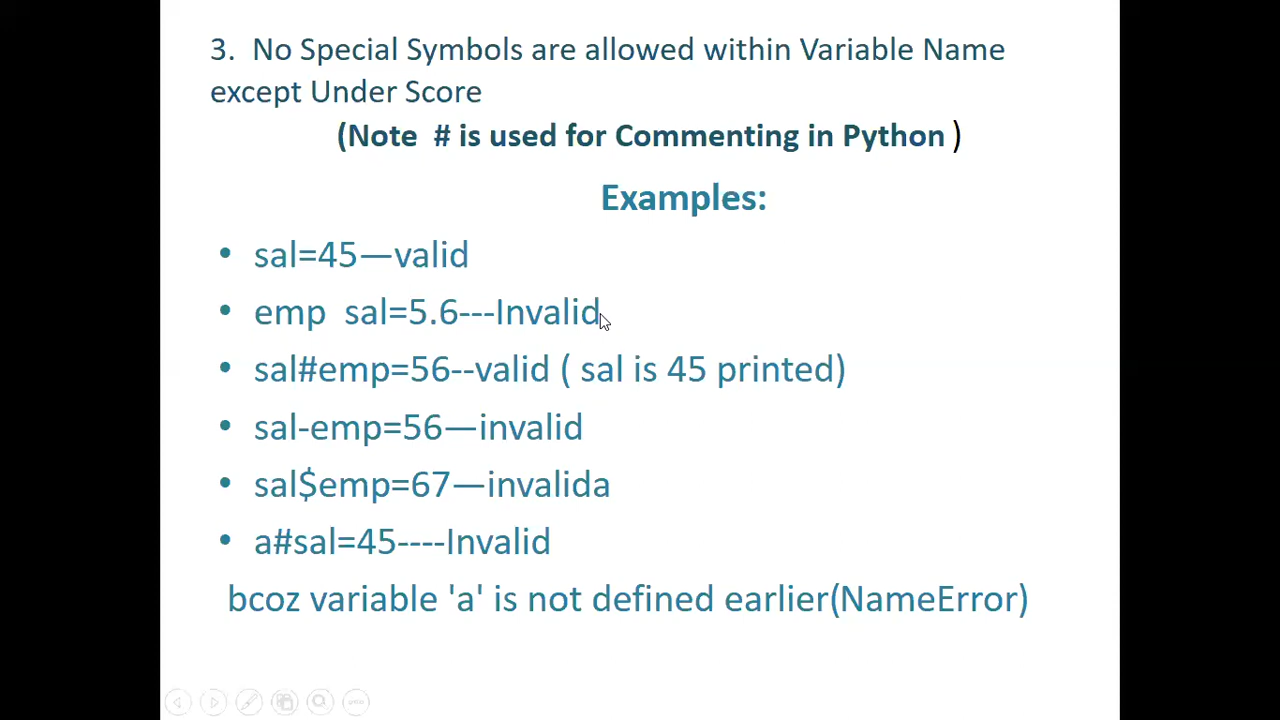 3.  No Special Symbols are allowed within Variable Name
except Under Score
(Note  # is used for Commenting in Python )
Examples:
• sal=45—valid
• emp  sal=5.6---Invalid
• sal#emp=56--valid ( sal is 45 printed)
• sal-emp=56—invalid
• sal$emp=67—invalida
• a#sal=45----Invalid
bcoz variable 'a' is not defined earlier(NameError)